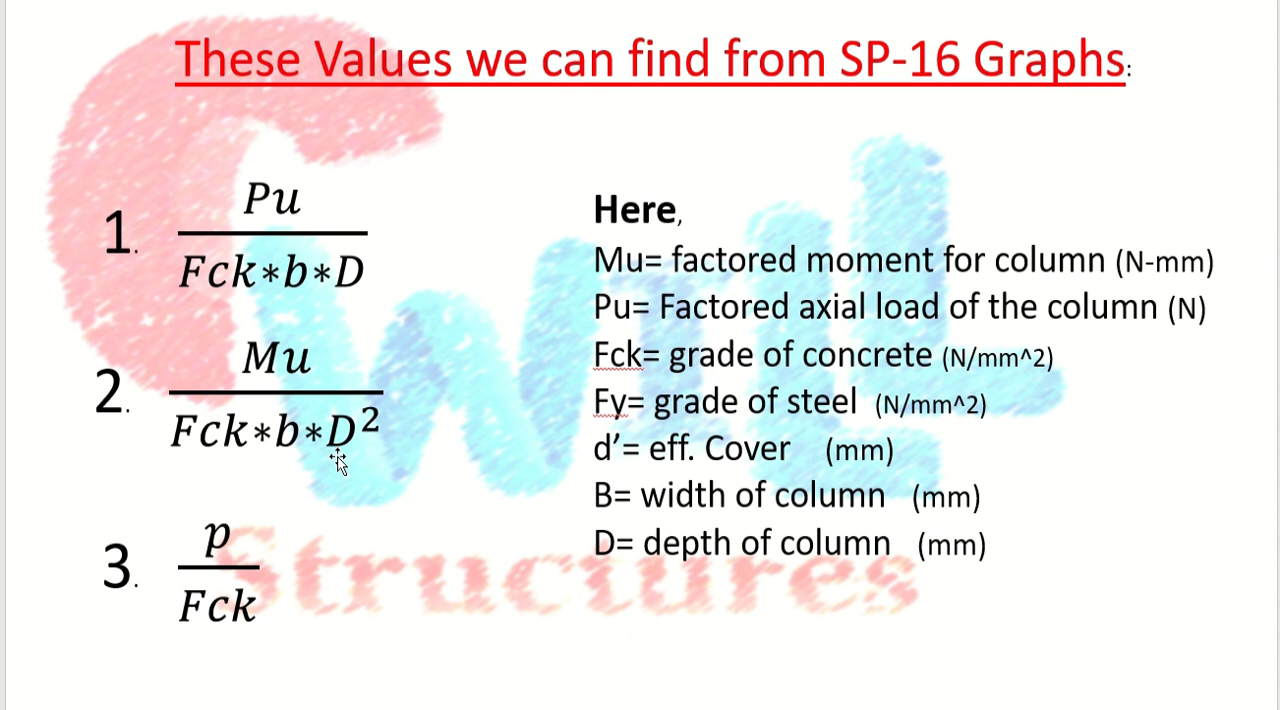 These Values we can find from SP-16 Graphs:
1. Pu / Fck*b*D
2. Mu / Fck*b*D²
3. p / Fck
Here,
Mu= factored moment for column (N-mm)
Pu= Factored axial load of the column (N)
Fck= grade of concrete (N/mm^2)
Fy= grade of steel (N/mm^2)
d’= eff. Cover (mm)
B= width of column (mm)
D= depth of column (mm)
Civil
Structures